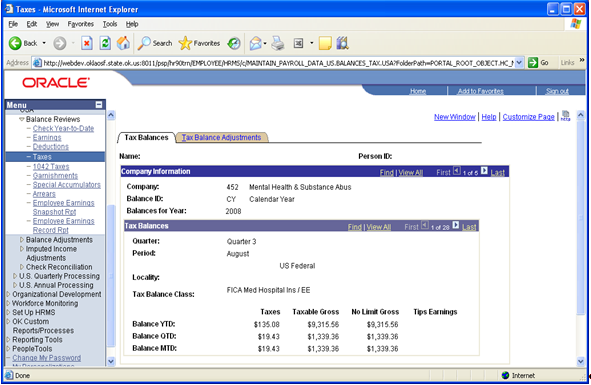 Taxes - Microsoft Internet Explorer
File Edit View Favorites Tools Help
Back Search Favorites
Address http://webdev.oklaosf.state.ok.us:8011/psp/hr90trn/EMPLOYEE/HRMS/c/MAINTAIN_PAYROLL_DATA_US.BALANCES_TAX.USA?FolderPath=PORTAL_ROOT_OBJECT.HC_ Go Links »
ORACLE
Home Add to Favorites Sign out
Menu
USA
Balance Reviews
– Check Year-to-Date
– Earnings
– Deductions
– Taxes
– 1042 Taxes
– Garnishments
– Special Accumulators
– Arrears
– Employee Earnings
Snapshot Rpt
– Employee Earnings
Record Rpt
Balance Adjustments
Imputed Income
Adjustments
Check Reconciliation
U.S. Quarterly Processing
U.S. Annual Processing
Organizational Development
Workforce Monitoring
Set Up HRMS
OK Custom
Reports/Processes
Reporting Tools
PeopleTools
– Change My Password
– My Personalizations
New Window | Help | Customize Page |
Tax Balances Tax Balance Adjustments
Name: Person ID:
Company Information Find | View All First 1 of 6 Last
Company: 452 Mental Health & Substance Abus
Balance ID: CY Calendar Year
Balances for Year: 2008
Tax Balances Find | View All First 1 of 28 Last
Quarter: Quarter 3
Period: August
US Federal
Locality:
Tax Balance Class: FICA Med Hospital Ins / EE
Taxes Taxable Gross No Limit Gross Tips Earnings
Balance YTD: $135.08 $9,315.56 $9,315.56
Balance QTD: $19.43 $1,339.36 $1,339.36
Balance MTD: $19.43 $1,339.36 $1,339.36
Done Internet